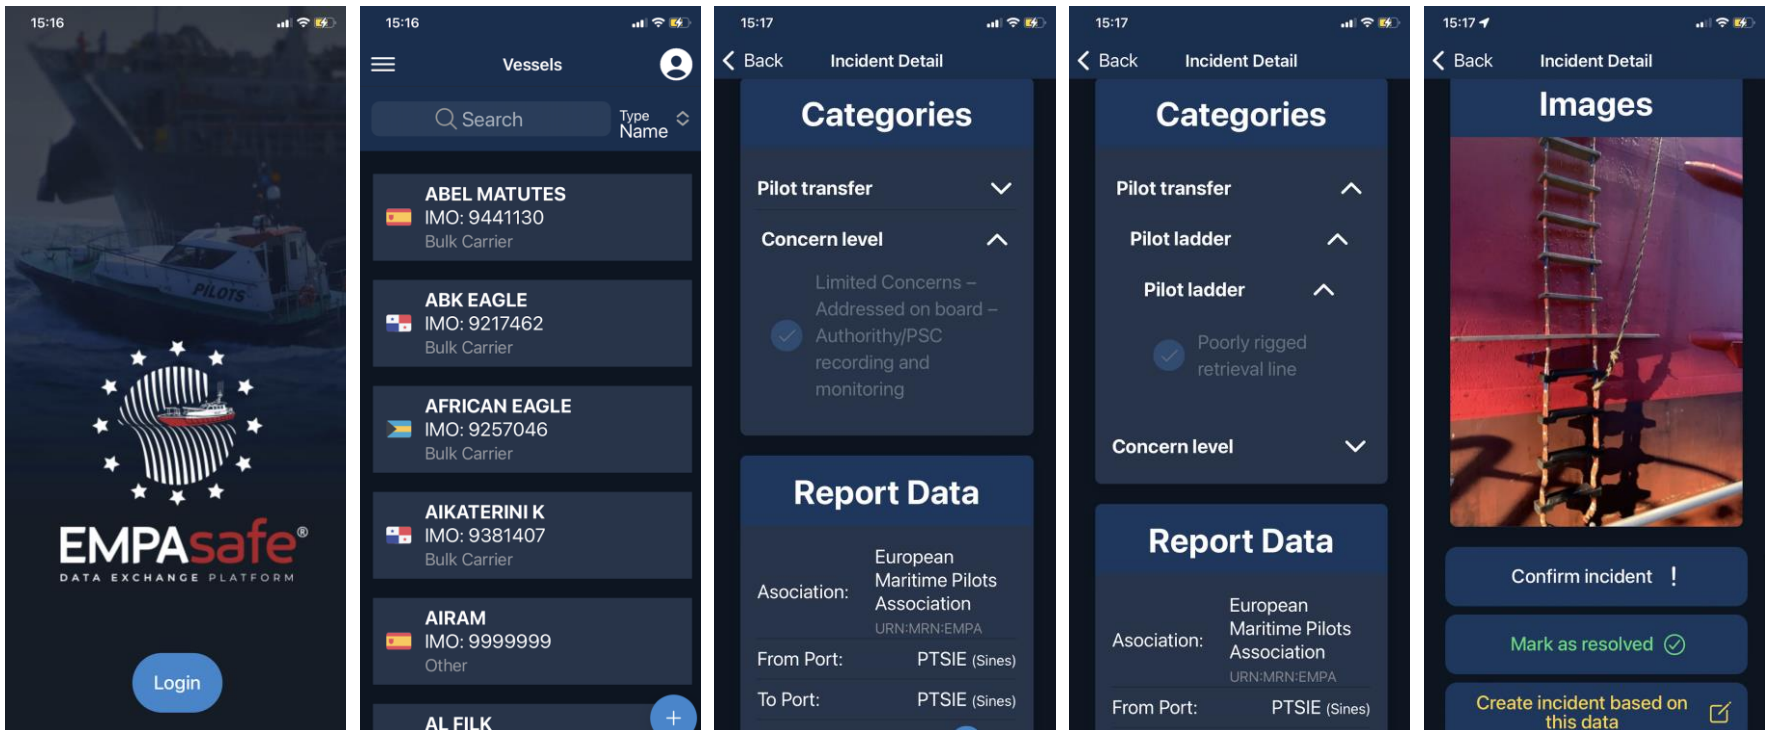 15:16
PILOTS
EMPAsafe®
DATA EXCHANGE PLATFORM
Login
15:16
Vessels
Search
Type
Name
ABEL MATUTES
IMO: 9441130
Bulk Carrier
ABK EAGLE
IMO: 9217462
Bulk Carrier
AFRICAN EAGLE
IMO: 9257046
Bulk Carrier
AIKATERINI K
IMO: 9381407
Bulk Carrier
AIRAM
IMO: 9999999
Other
AL FILK
+
15:17
Back
Incident Detail
Categories
Pilot transfer
Concern level
Limited Concerns –
Addressed on board –
Authorithy/PSC
recording and
monitoring
Report Data
Asociation:
European
Maritime Pilots
Association
URN:MRN:EMPA
From Port: PTSIE (Sines)
To Port: PTSIE (Sines)
15:17
Back
Incident Detail
Categories
Pilot transfer
Pilot ladder
Pilot ladder
Poorly rigged
retrieval line
Concern level
Report Data
Asociation:
European
Maritime Pilots
Association
URN:MRN:EMPA
From Port: PTSIE (Sines)
15:17
Back
Incident Detail
Images
Confirm incident !
Mark as resolved
Create incident based on
this data